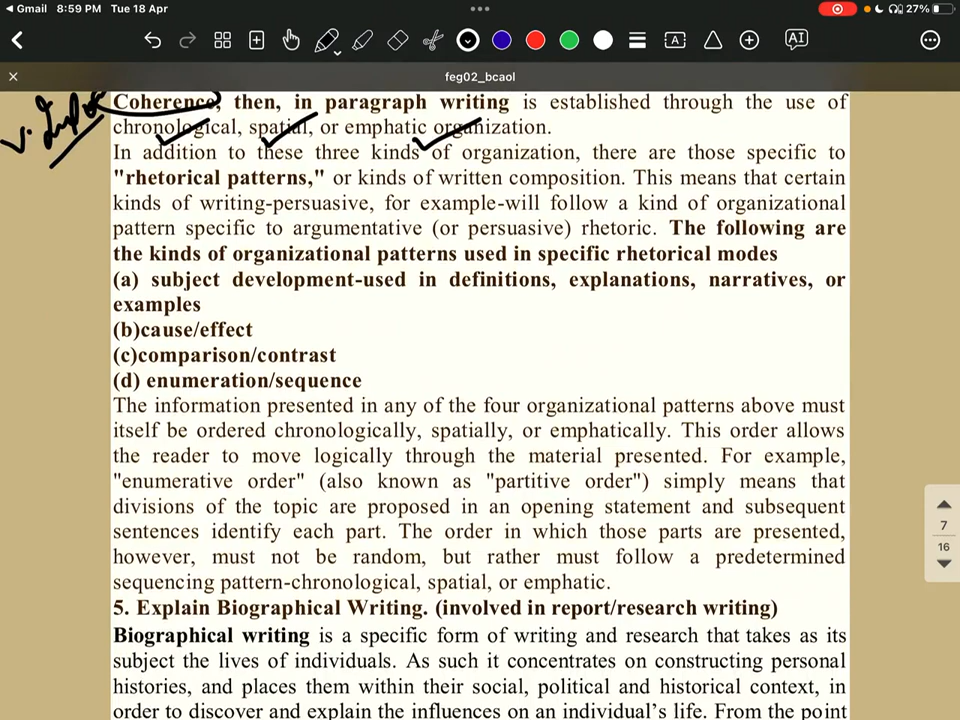 Gmail 8:59 PM Tue 18 Apr 27%
AI
feg02_bcaol
V. Imp
Coherence, then, in paragraph writing is established through the use of
chronological, spatial, or emphatic organization.
In addition to these three kinds of organization, there are those specific to
"rhetorical patterns," or kinds of written composition. This means that certain
kinds of writing-persuasive, for example-will follow a kind of organizational
pattern specific to argumentative (or persuasive) rhetoric. The following are
the kinds of organizational patterns used in specific rhetorical modes
(a) subject development-used in definitions, explanations, narratives, or
examples
(b)cause/effect
(c)comparison/contrast
(d) enumeration/sequence
The information presented in any of the four organizational patterns above must
itself be ordered chronologically, spatially, or emphatically. This order allows
the reader to move logically through the material presented. For example,
"enumerative order" (also known as "partitive order") simply means that
divisions of the topic are proposed in an opening statement and subsequent
sentences identify each part. The order in which those parts are presented,
however, must not be random, but rather must follow a predetermined
sequencing pattern-chronological, spatial, or emphatic.
7
16
5. Explain Biographical Writing. (involved in report/research writing)
Biographical writing is a specific form of writing and research that takes as its
subject the lives of individuals. As such it concentrates on constructing personal
histories, and places them within their social, political and historical context, in
order to discover and explain the influences on an individual's life. From the point